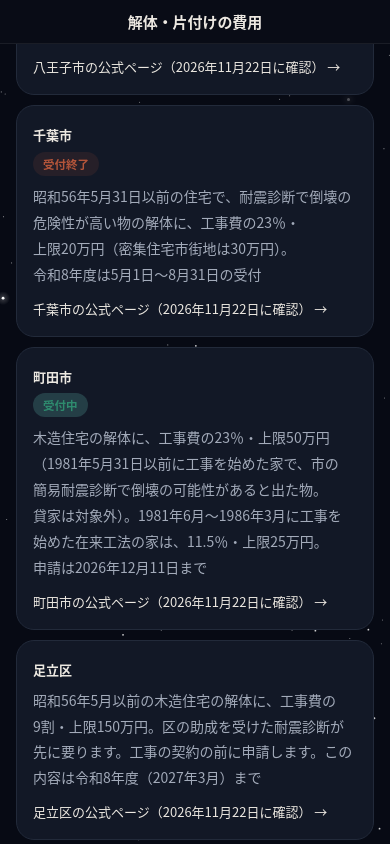 解体・片付けの費用
八王子市の公式ページ（2026年11月22日に確認） →
千葉市
受付終了
昭和56年5月31日以前の住宅で、耐震診断で倒壊の
危険性が高い物の解体に、工事費の23%・
上限20万円（密集住宅市街地は30万円）。
令和8年度は5月1日〜8月31日の受付
千葉市の公式ページ（2026年11月22日に確認） →
町田市
受付中
木造住宅の解体に、工事費の23%・上限50万円
（1981年5月31日以前に工事を始めた家で、市の
簡易耐震診断で倒壊の可能性があると出た物。
貸家は対象外）。1981年6月〜1986年3月に工事を
始めた在来工法の家は、11.5%・上限25万円。
申請は2026年12月11日まで
町田市の公式ページ（2026年11月22日に確認） →
足立区
昭和56年5月以前の木造住宅の解体に、工事費の
9割・上限150万円。区の助成を受けた耐震診断が
先に要ります。工事の契約の前に申請します。この
内容は令和8年度（2027年3月）まで
足立区の公式ページ（2026年11月22日に確認） →